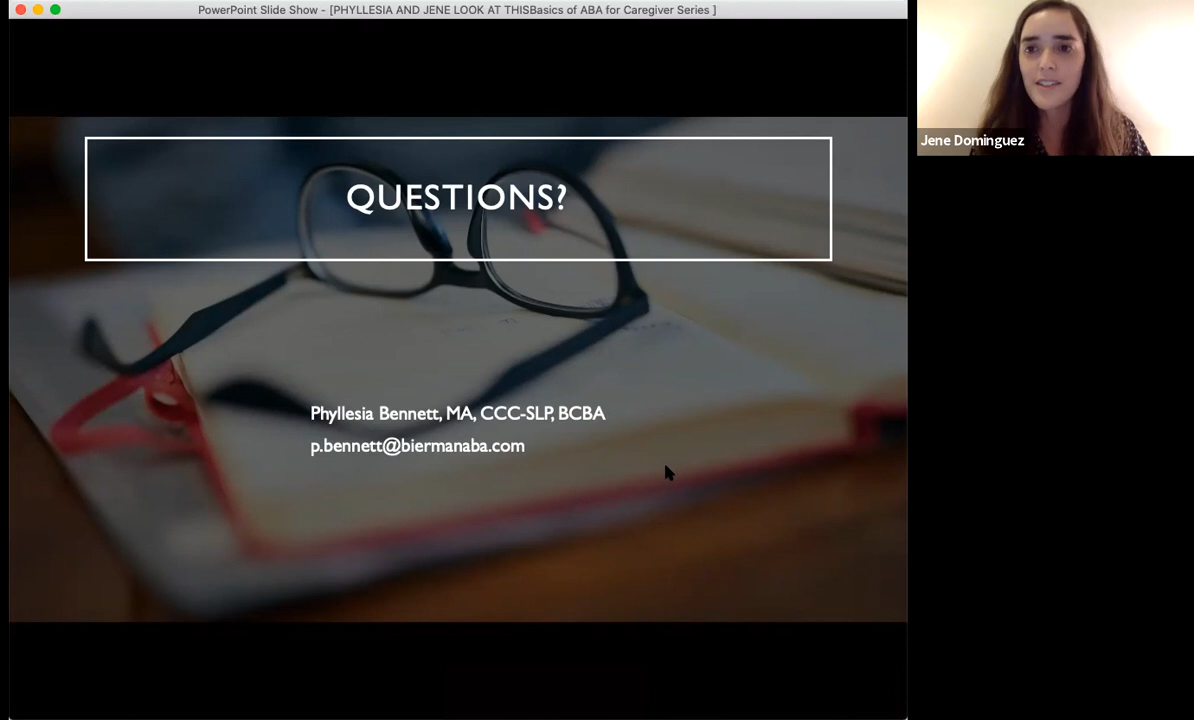 PowerPoint Slide Show - [PHYLLESIA AND JENE LOOK AT THISBasics of ABA for Caregiver Series ]
QUESTIONS?
Phyllesia Bennett, MA, CCC-SLP, BCBA
p.bennett@biermanaba.com
Jene Dominguez